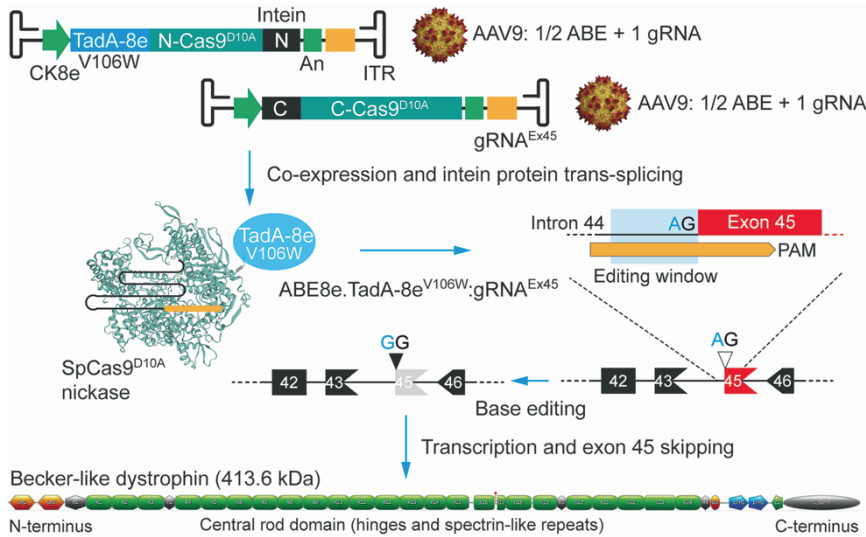 Intein
TadA-8e N-Cas9D10A N
AAV9: 1/2 ABE + 1 gRNA
CK8e V106W An ITR
C C-Cas9D10A
AAV9: 1/2 ABE + 1 gRNA
gRNAEx45
Co-expression and intein protein trans-splicing
TadA-8e
V106W
Intron 44 AG Exon 45
PAM
Editing window
ABE8e.TadA-8eV106W:gRNAEx45
SpCas9D10A
nickase
GG
42 43 45 46
AG
42 43 45 46
Base editing
Transcription and exon 45 skipping
Becker-like dystrophin (413.6 kDa)
N-terminus Central rod domain (hinges and spectrin-like repeats) C-terminus